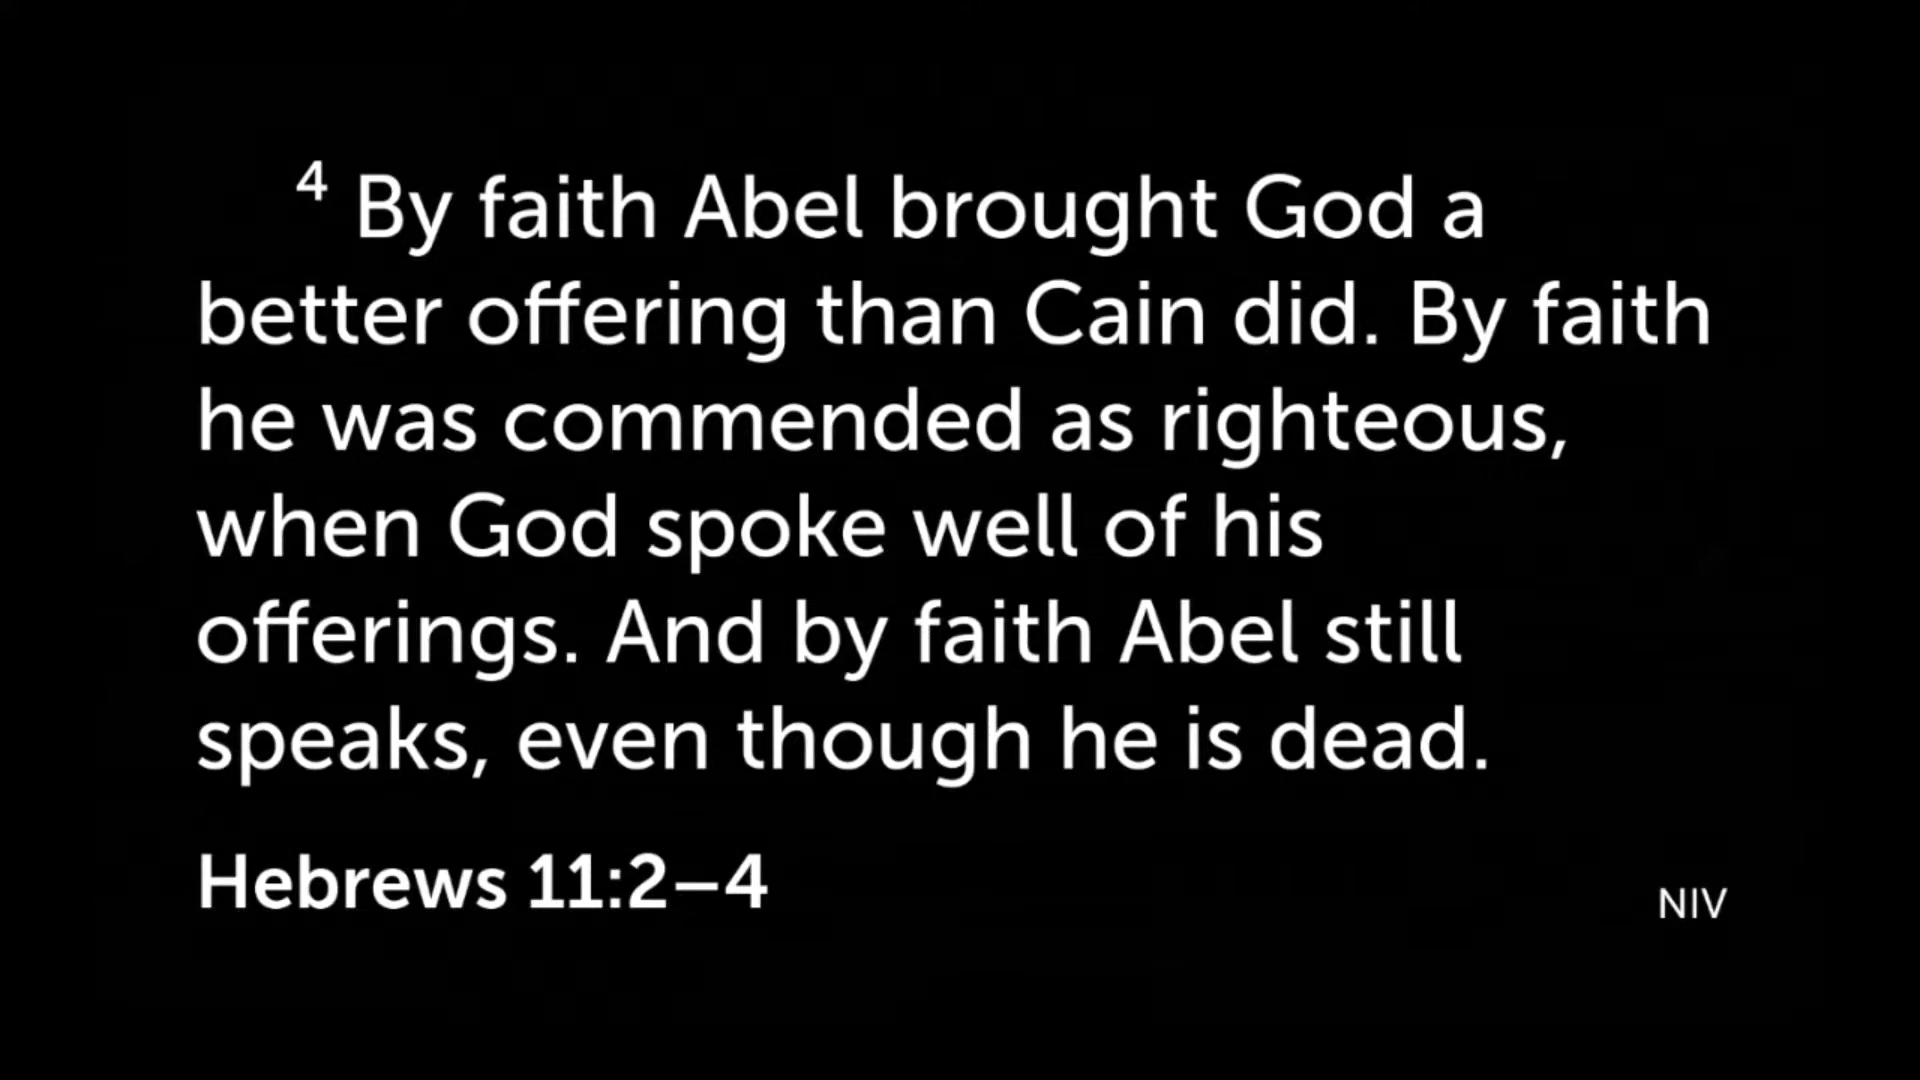 4 By faith Abel brought God a
better offering than Cain did. By faith
he was commended as righteous,
when God spoke well of his
offerings. And by faith Abel still
speaks, even though he is dead.
Hebrews 11:2–4
NIV